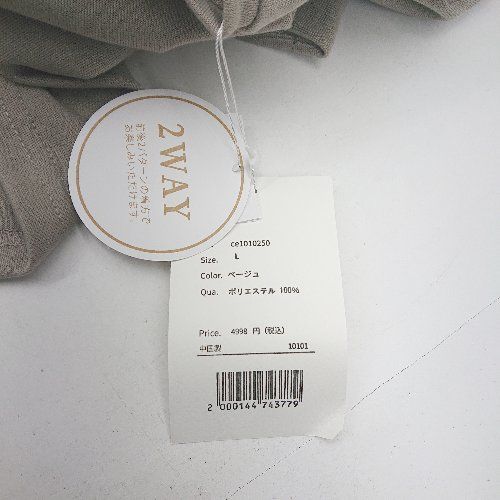 2WAY
前後2パターンの着方で
お楽しみいただけます。
ce1010250
Size. L
Color. ベージュ
Qua. ポリエステル 100%
Price. 4998 円 (税込)
中国製 10101
2 000144 743779